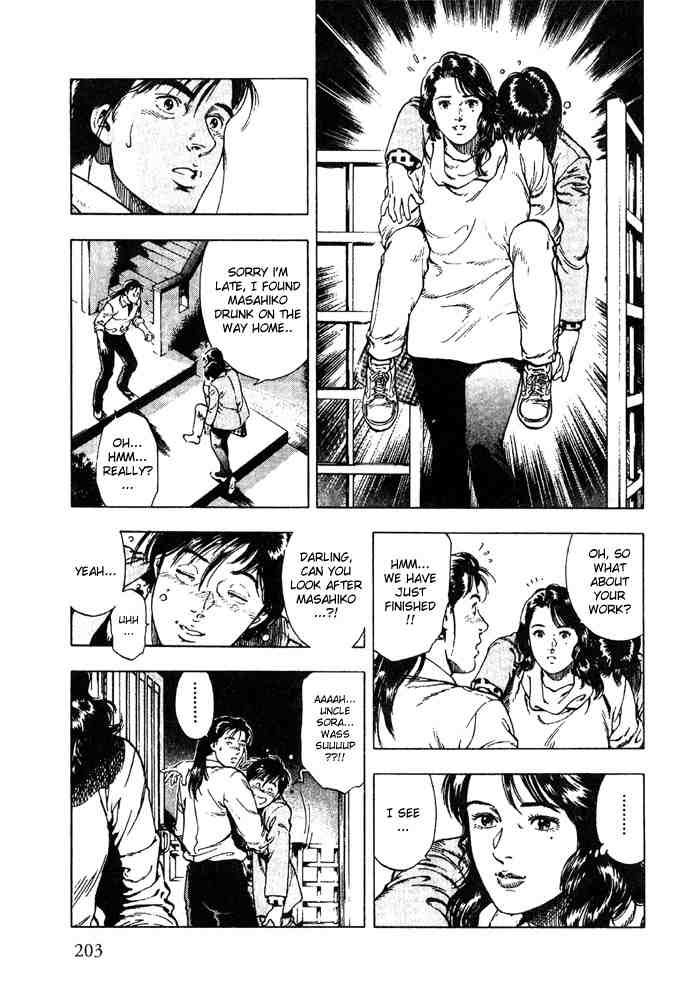 SORRY I'M
LATE, I FOUND
MASAHIKO
DRUNK ON THE
WAY HOME..
OH...
HMM...
REALLY?
...
OH, SO
WHAT
ABOUT
YOUR
WORK?
HMM...
WE HAVE
JUST
FINISHED
!!
DARLING,
CAN YOU
LOOK AFTER
MASAHIKO
...?!
YEAH...
UHH
...
.......
I SEE
...
AAAAH...
UNCLE
SORA...
WASS
SUUUUP
??!!
........
203